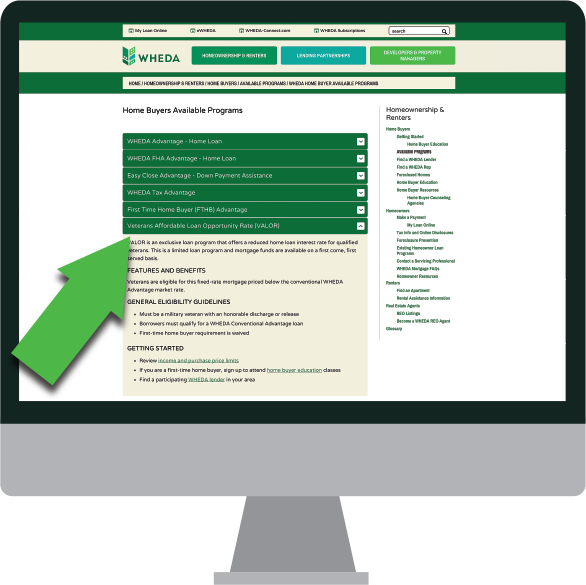 My Loan Online
eWHEDA
WHEDA-Connect.com
WHEDA Subscriptions
search
WHEDA
HOMEOWNERSHIP & RENTERS
LENDING PARTNERSHIPS
DEVELOPERS & PROPERTY
MANAGERS
HOME / HOMEOWNERSHIP & RENTERS / HOME BUYERS / AVAILABLE PROGRAMS / WHEDA HOME BUYER AVAILABLE PROGRAMS
Home Buyers Available Programs
WHEDA Advantage - Home Loan
WHEDA FHA Advantage - Home Loan
Easy Close Advantage - Down Payment Assistance
WHEDA Tax Advantage
First Time Home Buyer (FTHB) Advantage
Veterans Affordable Loan Opportunity Rate (VALOR)
VALOR is an exclusive loan program that offers a reduced home loan interest rate for qualified
veterans. This is a limited loan program and mortgage funds are available on a first come, first
served basis.
FEATURES AND BENEFITS
Veterans are eligible for this fixed-rate mortgage priced below the conventional WHEDA
Advantage market rate.
GENERAL ELIGIBILITY GUIDELINES
• Must be a military veteran with an honorable discharge or release
• Borrowers must qualify for a WHEDA Conventional Advantage loan
• First-time home buyer requirement is waived
GETTING STARTED
• Review income and purchase price limits
• If you are a first-time home buyer, sign up to attend home buyer education classes
• Find a participating WHEDA lender in your area
Homeownership &
Renters
Home Buyers
Getting Started
Home Buyer Education
Available Programs
Find a WHEDA Lender
Find a WHEDA Rep
Foreclosed Homes
Home Buyer Education
Home Buyer Resources
Home Buyer Counseling
Agencies
Homeowners
Make a Payment
My Loan Online
Tax Info and Online Disclosures
Foreclosure Prevention
Existing Homeowner Loan
Programs
Contact a Servicing Professional
WHEDA Mortgage FAQs
Homeowner Resources
Renters
Find an Apartment
Rental Assistance Information
Real Estate Agents
REO Listings
Become a WHEDA REO Agent
Glossary